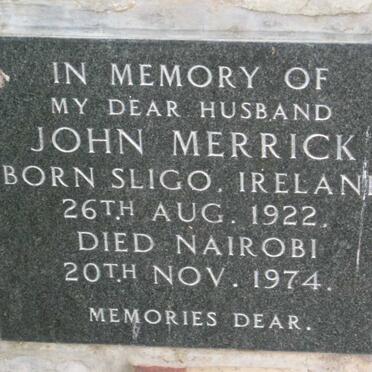 IN MEMORY OF
MY DEAR HUSBAND
JOHN MERRICK
BORN SLIGO, IRELAND
26TH AUG. 1922.
DIED NAIROBI
20TH NOV. 1974.
MEMORIES DEAR.